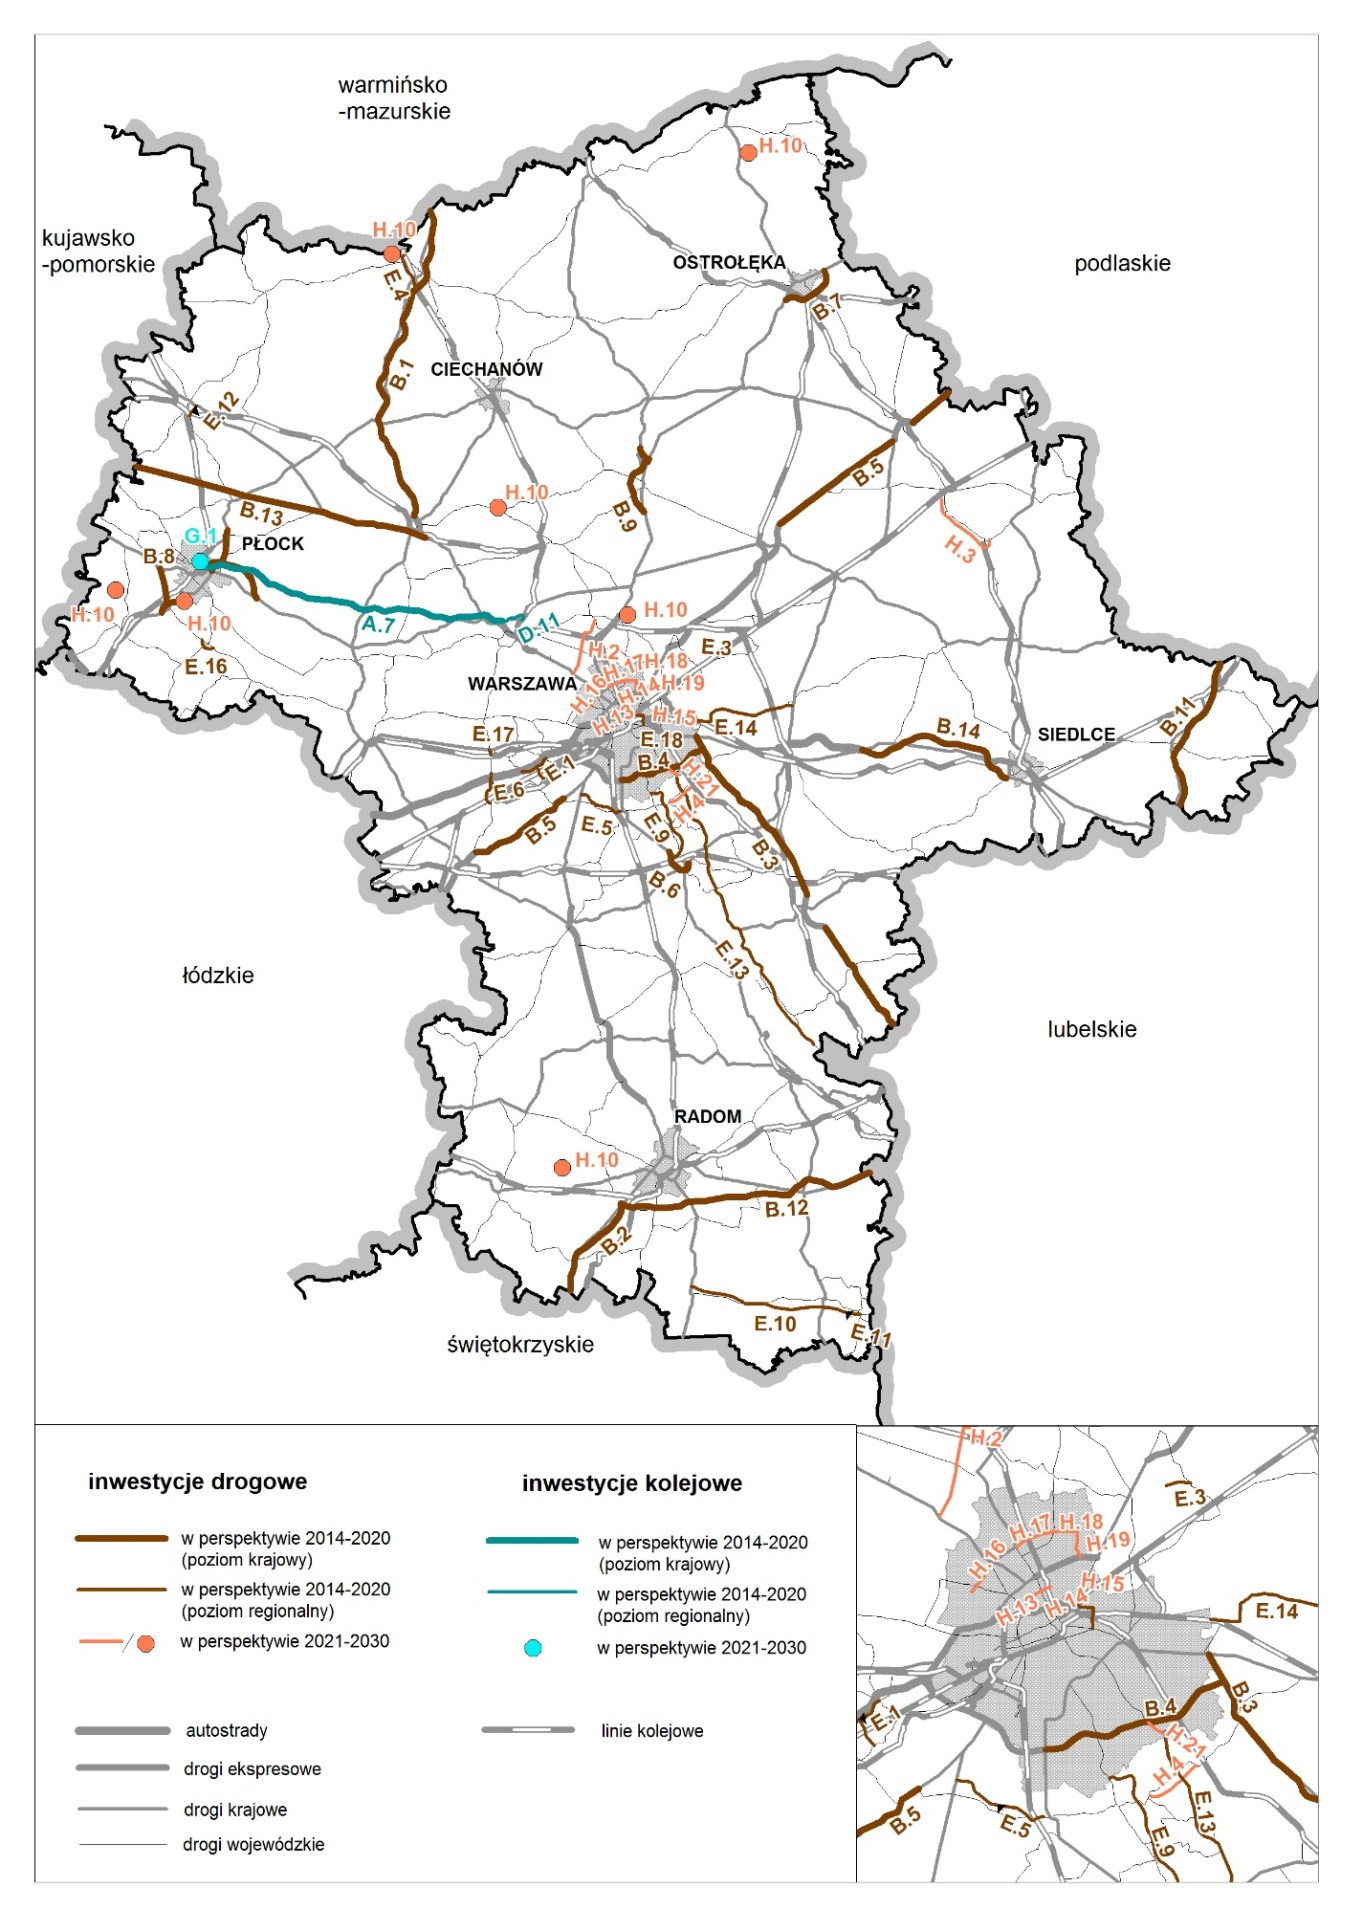 warmińsko
-mazurskie
H.10
kujawsko
-pomorskie
H.10
podlaskie
OSTROŁĘKA
E.4
B.7
CIECHANÓW
B.1
E.12
B.5
H.10
B.9
B.13
G.1
PŁOCK
H.3
B.8
H.10
H.10
H.10
A.7
D.11
E.3
H.2
H.17
H.18
E.16
WARSZAWA
H.16
H.14
H.19
H.13
H.15
B.11
E.17
E.18
E.14
B.14
SIEDLCE
B.4
E.1
H.21
E.6
H.4
B.5
E.5
E.9
B.3
B.6
E.13
łódzkie
lubelskie
RADOM
H.10
B.12
B.2
E.10
E.11
świętokrzyskie
inwestycje drogowe
w perspektywie 2014-2020
(poziom krajowy)
w perspektywie 2014-2020
(poziom regionalny)
w perspektywie 2021-2030
autostrady
drogi ekspresowe
drogi krajowe
drogi wojewódzkie
inwestycje kolejowe
w perspektywie 2014-2020
(poziom krajowy)
w perspektywie 2014-2020
(poziom regionalny)
w perspektywie 2021-2030
linie kolejowe
H.2
E.3
H.17
H.18
H.19
H.16
H.15
H.13
H.14
E.14
B.3
B.4
E.1
H.21
H.4
B.5
E.5
E.13
E.9